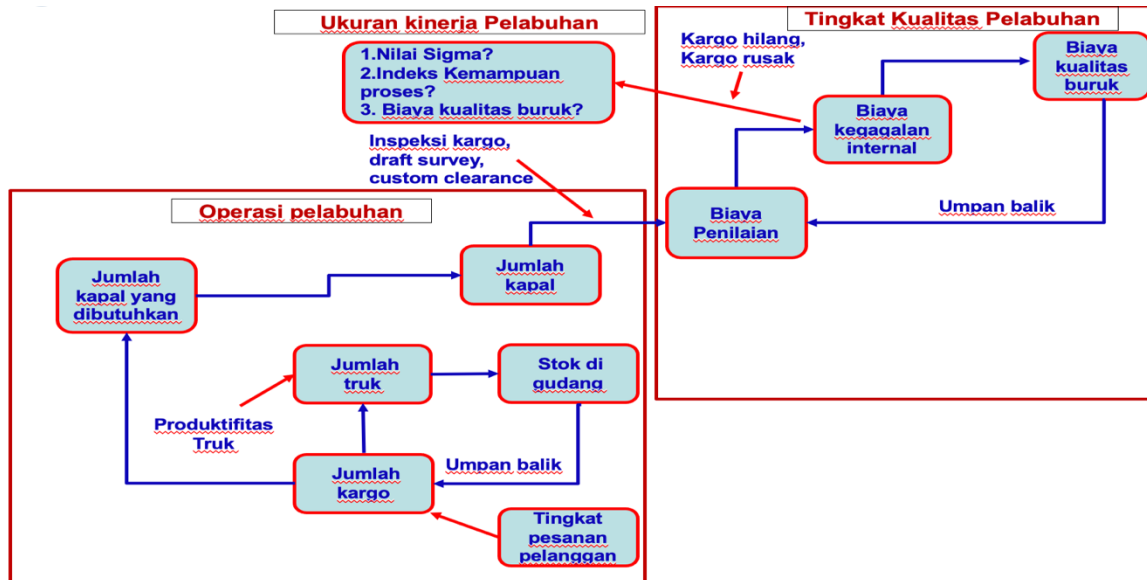 Ukuran kinerja Pelabuhan
1.Nilai Sigma?
2.Indeks Kemampuan
proses?
3. Biaya kualitas buruk?
Tingkat Kualitas Pelabuhan
Kargo hilang,
Kargo rusak
Biaya
kualitas
buruk
Biaya
kegagalan
internal
Inspeksi kargo,
draft survey,
custom clearance
Biaya
Penilaian
Umpan balik
Operasi pelabuhan
Jumlah
kapal yang
dibutuhkan
Jumlah
kapal
Jumlah
truk
Stok di
gudang
Produktifitas
Truk
Umpan balik
Jumlah
kargo
Tingkat
pesanan
pelanggan